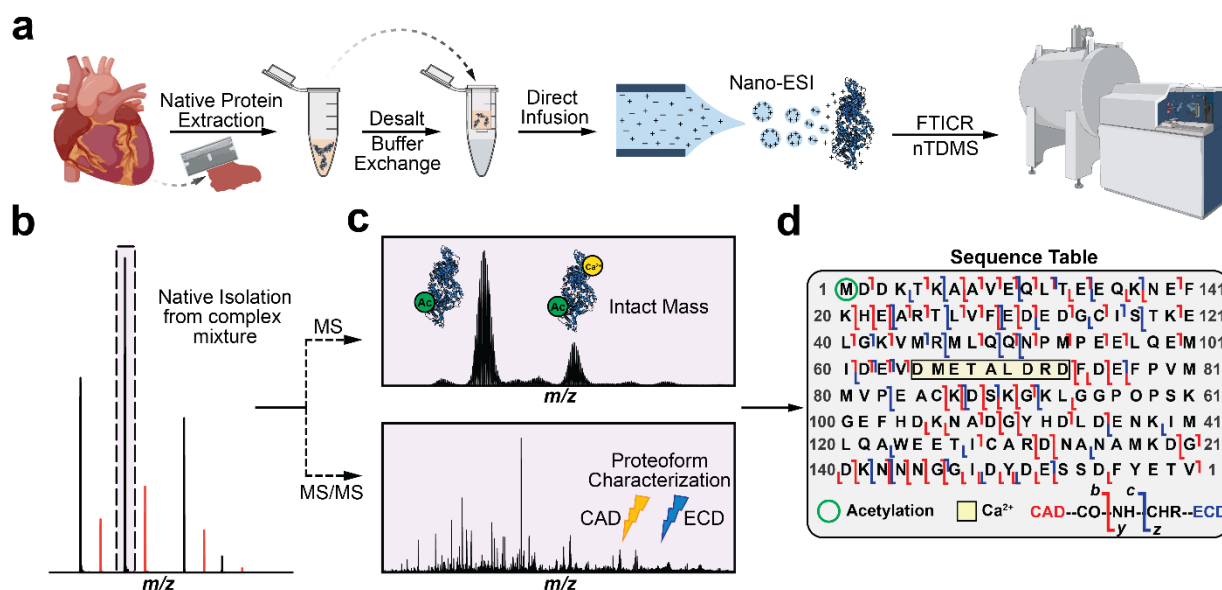 a
Native Protein
Extraction
Desalt
Buffer
Exchange
Direct
Infusion
Nano-ESI
FTICR
nTDMS
b
Native Isolation
from complex
mixture
MS
MS/MS
m/z
c
Ac
Ca²⁺
Ac
Intact Mass
m/z
Proteoform
Characterization
CAD
ECD
m/z
d
Sequence Table
1 M D D K T K A A V E Q L T E E Q K N E F 141
20 K H E A R T L V F E D E D G C I S T K E 121
40 L G K V M R M L Q Q N P M P E E L Q E M 101
60 I D E V D M E T A L D R D F D E F P V M 81
80 M V P E A C K D S K G K L G G P O P S K 61
100 G E F H D K N A D G Y H D L D E N K I M 41
120 L Q A W E E T I C A R D N A N A M K D G 21
140 D K N N N G G I D Y D E S S D F Y E T V 1
Acetylation
Ca²⁺
CAD--CO-NH-CHR--ECD
b
c
y
z